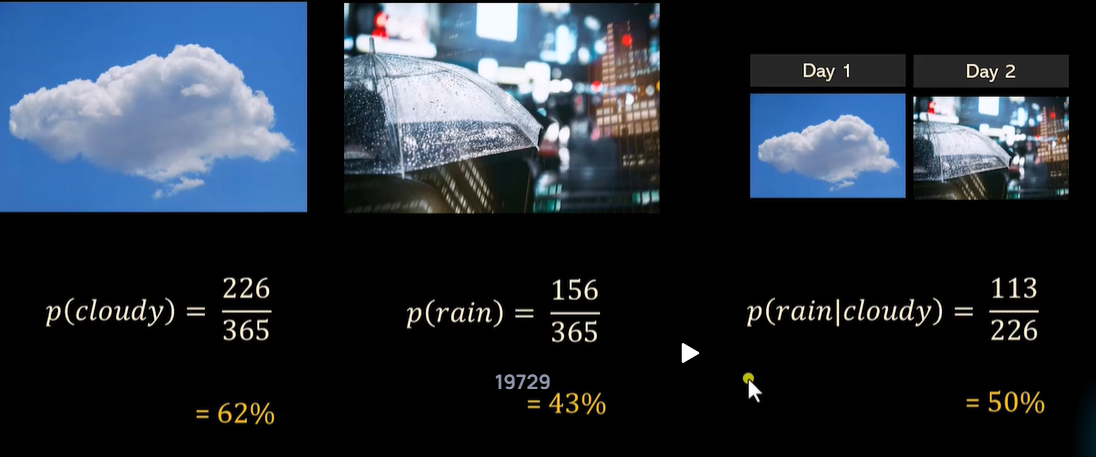 Day 1
Day 2
p(cloudy) = 226/365
= 62%
p(rain) = 156/365
19729
= 43%
p(rain|cloudy) = 113/226
= 50%